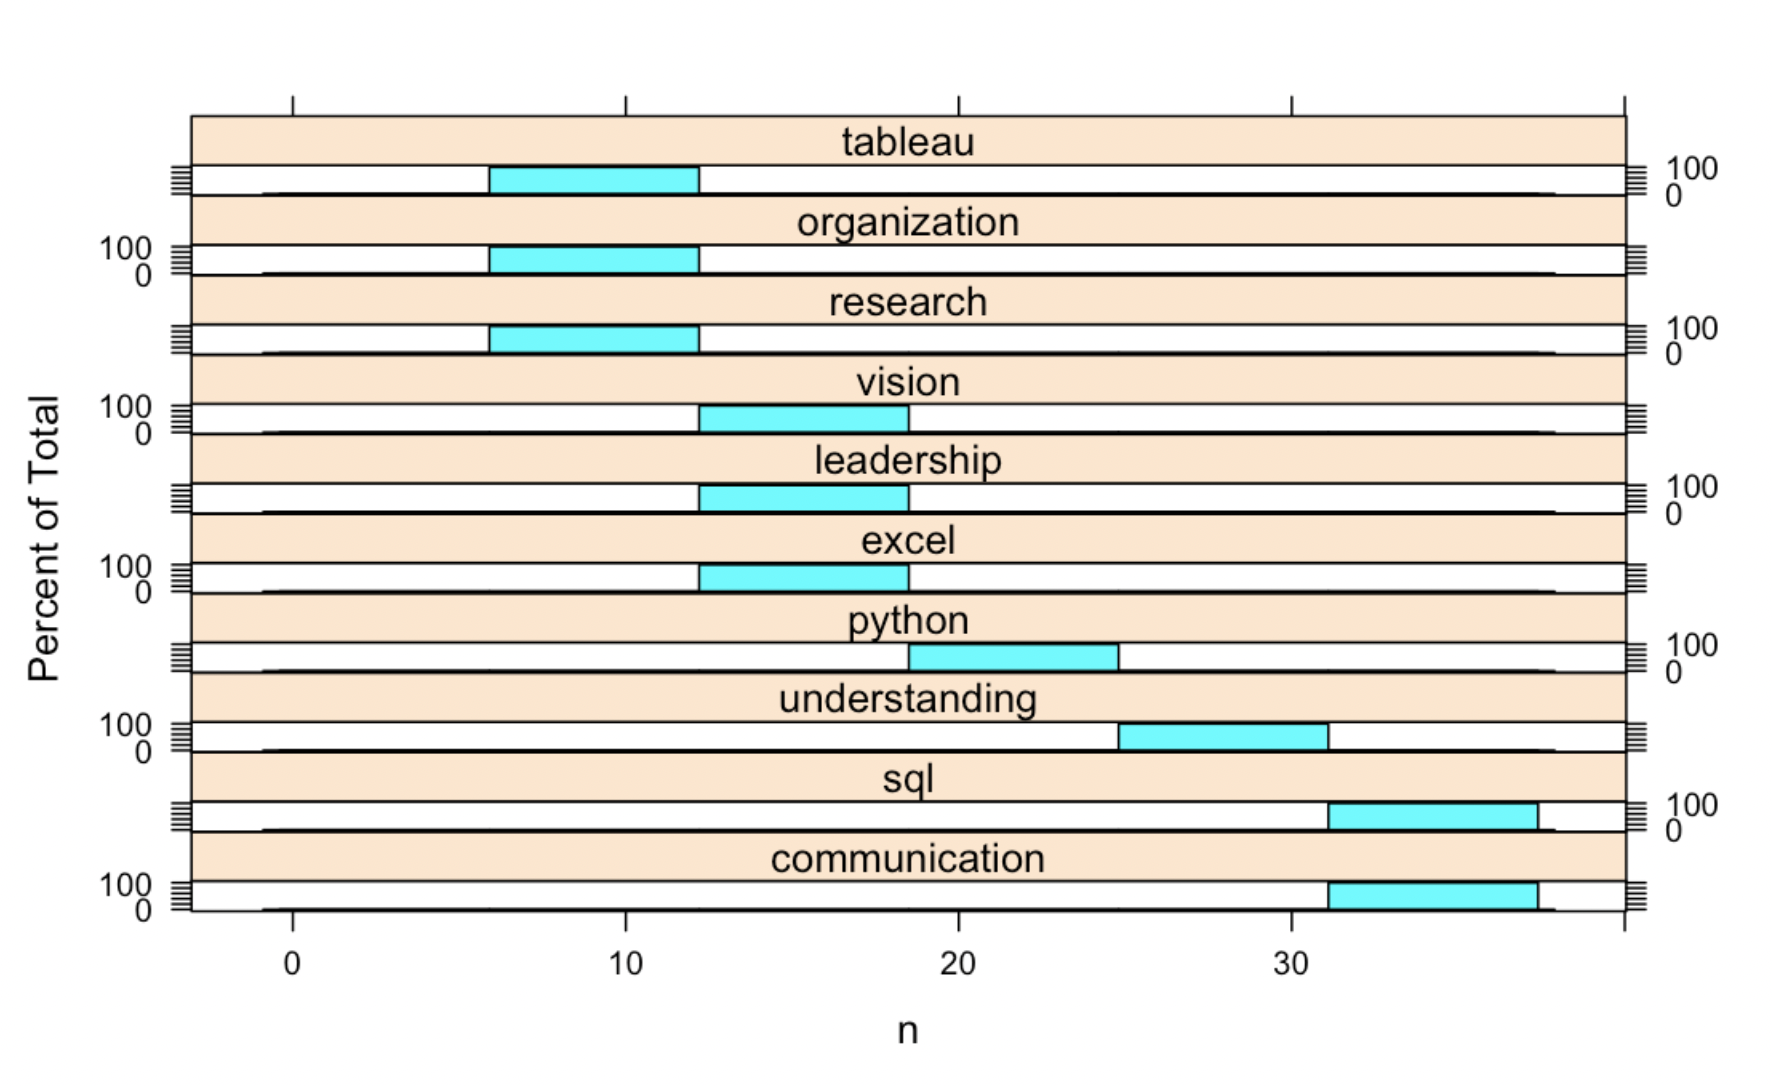 tableau
100
0
organization
100
0
research
100
0
vision
100
0
leadership
100
0
excel
100
0
python
100
0
understanding
100
0
sql
100
0
communication
100
0
Percent of Total
0 10 20 30
n